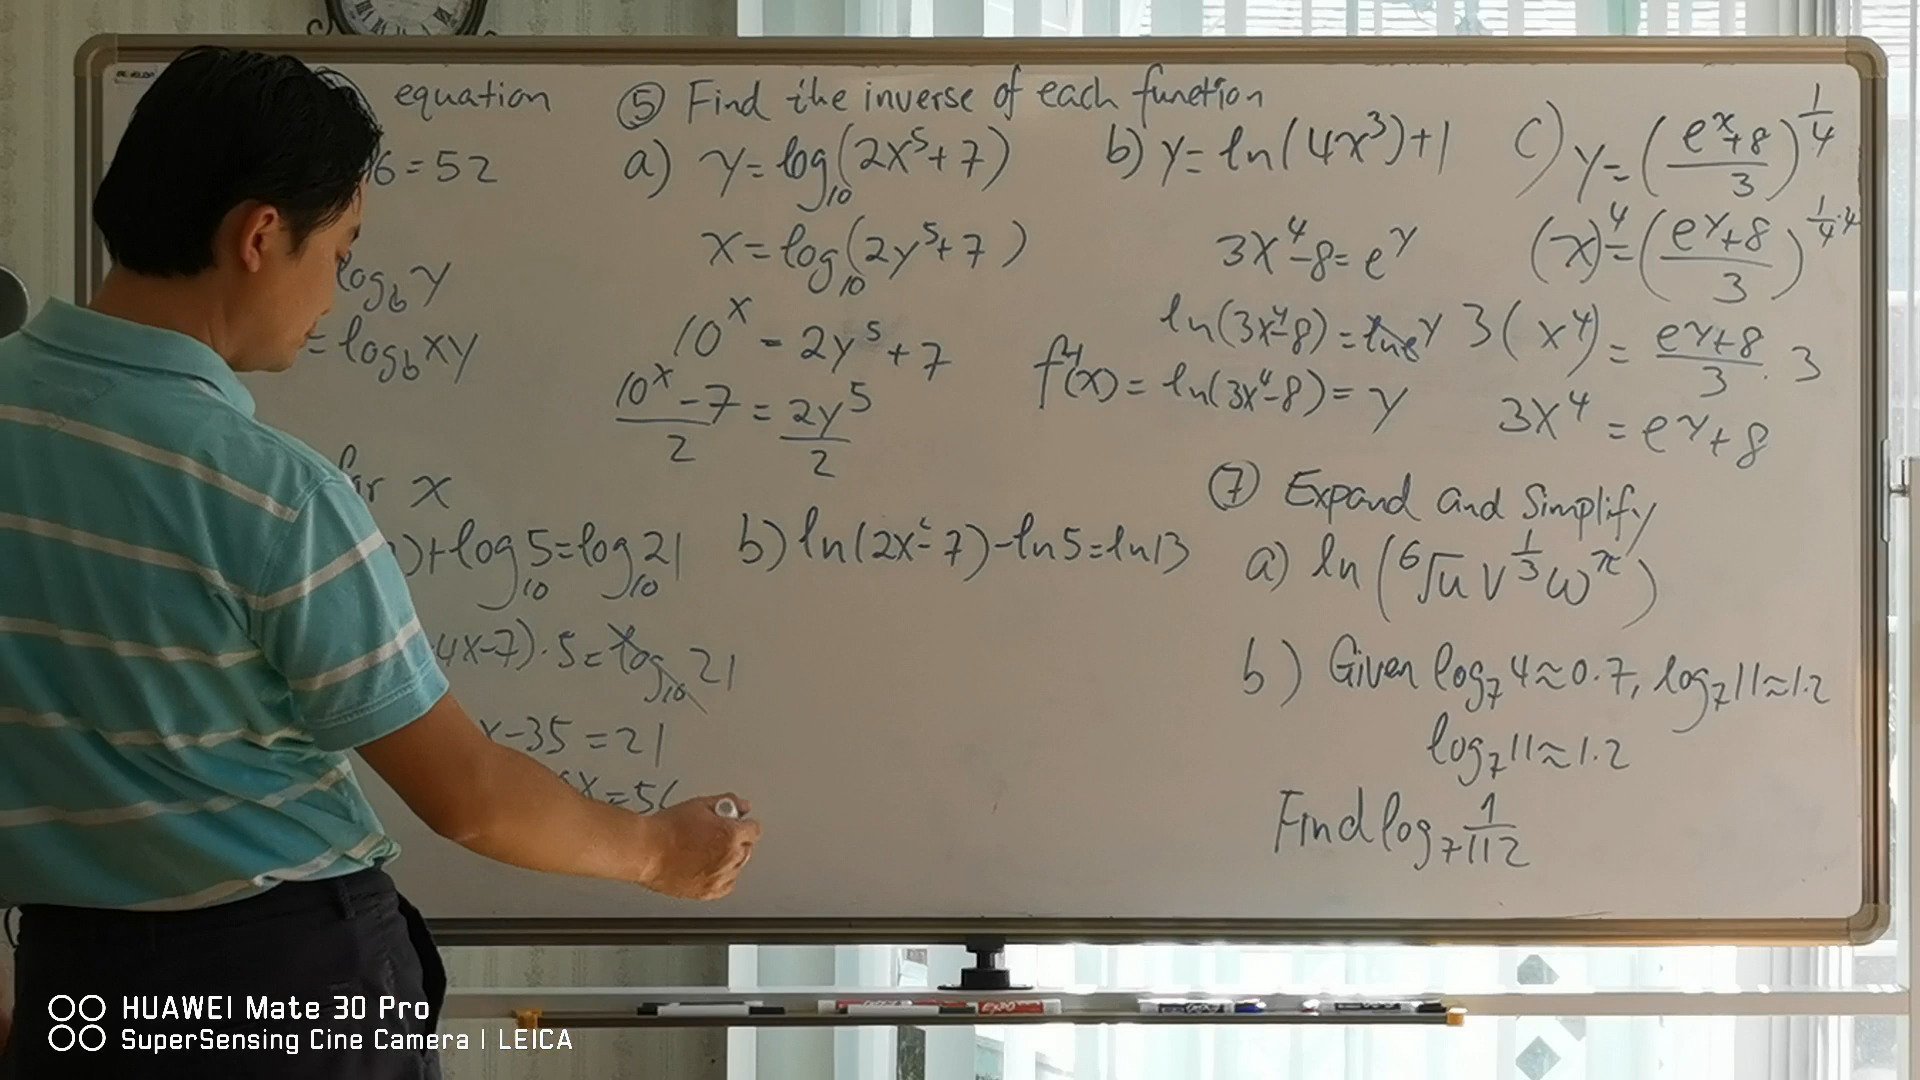 equation
6=52
log_b y
= log_b xy
⑤ Find the inverse of each function
a) y=log_10(2x^5+7)
x=log_10(2y^5+7)
10^x = 2y^5+7
(10^x-7)/2 = 2y^5/2
b) y=ln(4x^3)+1
c) y=((e^x+8)/3)^(1/4)
(x)^4=((e^y+8)/3)^(1/4·4)
3(x^4) = (e^y+8)/3 · 3
3x^4 = e^y+8
3x^4-8=e^y
ln(3x^4-8)=ln e^y
f^-1(x) = ln(3x^4-8) = y
for x
)+log_10 5=log_10 21
4x-7)·5=log_10 21
x-35=21
x=56
b) ln(2x^2-7)-ln5=ln13
⑦ Expand and Simplify
a) ln(⁶√u v^(1/3) w^π)
b) Given log_7 4≈0.7, log_7 11≈1.2
log_7 11≈1.2
Find log_7 1/112
HUAWEI Mate 30 Pro
SuperSensing Cine Camera | LEICA